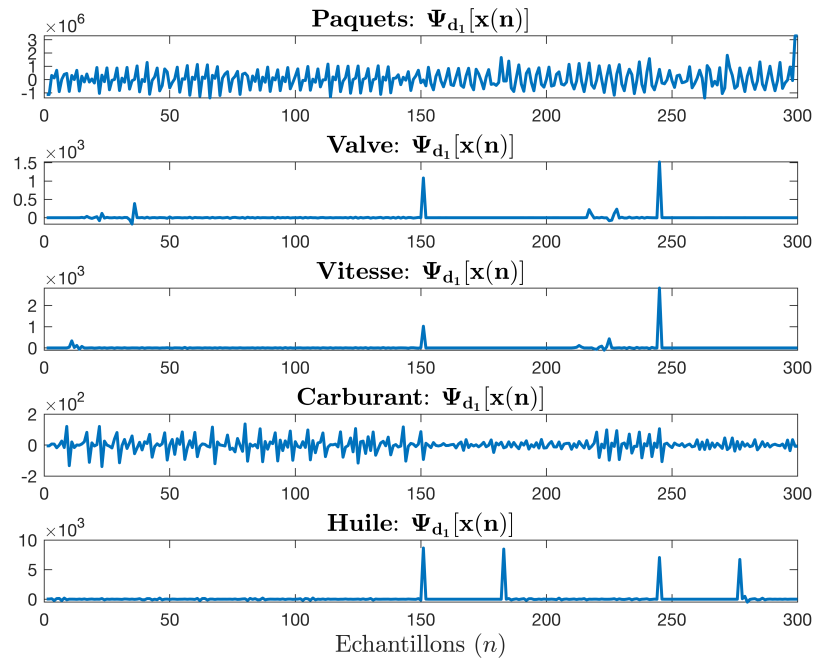 Paquets: Ψd₁[x(n)]
×10⁶
3
2
1
0
-1
0 50 100 150 200 250 300
Valve: Ψd₁[x(n)]
×10³
1.5
1
0.5
0
0 50 100 150 200 250 300
Vitesse: Ψd₁[x(n)]
×10³
2
1
0
0 50 100 150 200 250 300
Carburant: Ψd₁[x(n)]
×10²
2
0
-2
0 50 100 150 200 250 300
Huile: Ψd₁[x(n)]
×10³
10
5
0
0 50 100 150 200 250 300
Echantillons (n)